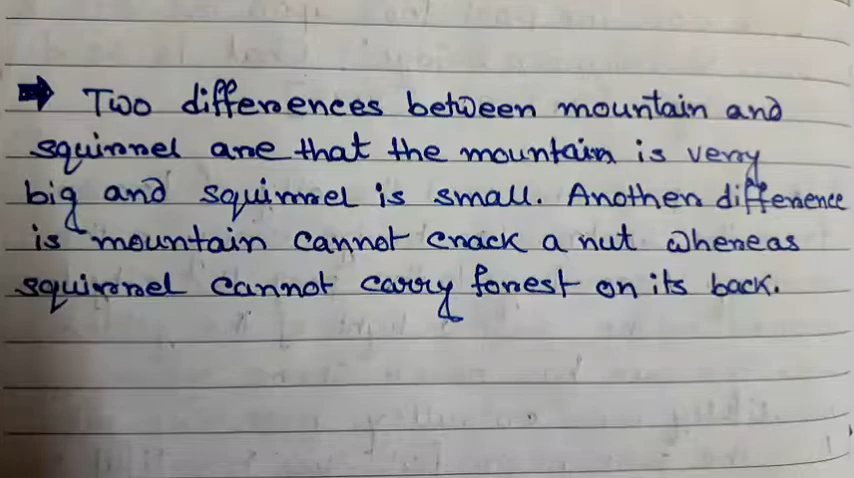 → Two differences between mountain and
squirrel are that the mountain is very
big and squirrel is small. Another difference
is mountain cannot crack a nut whereas
squirrel cannot carry forest on its back.